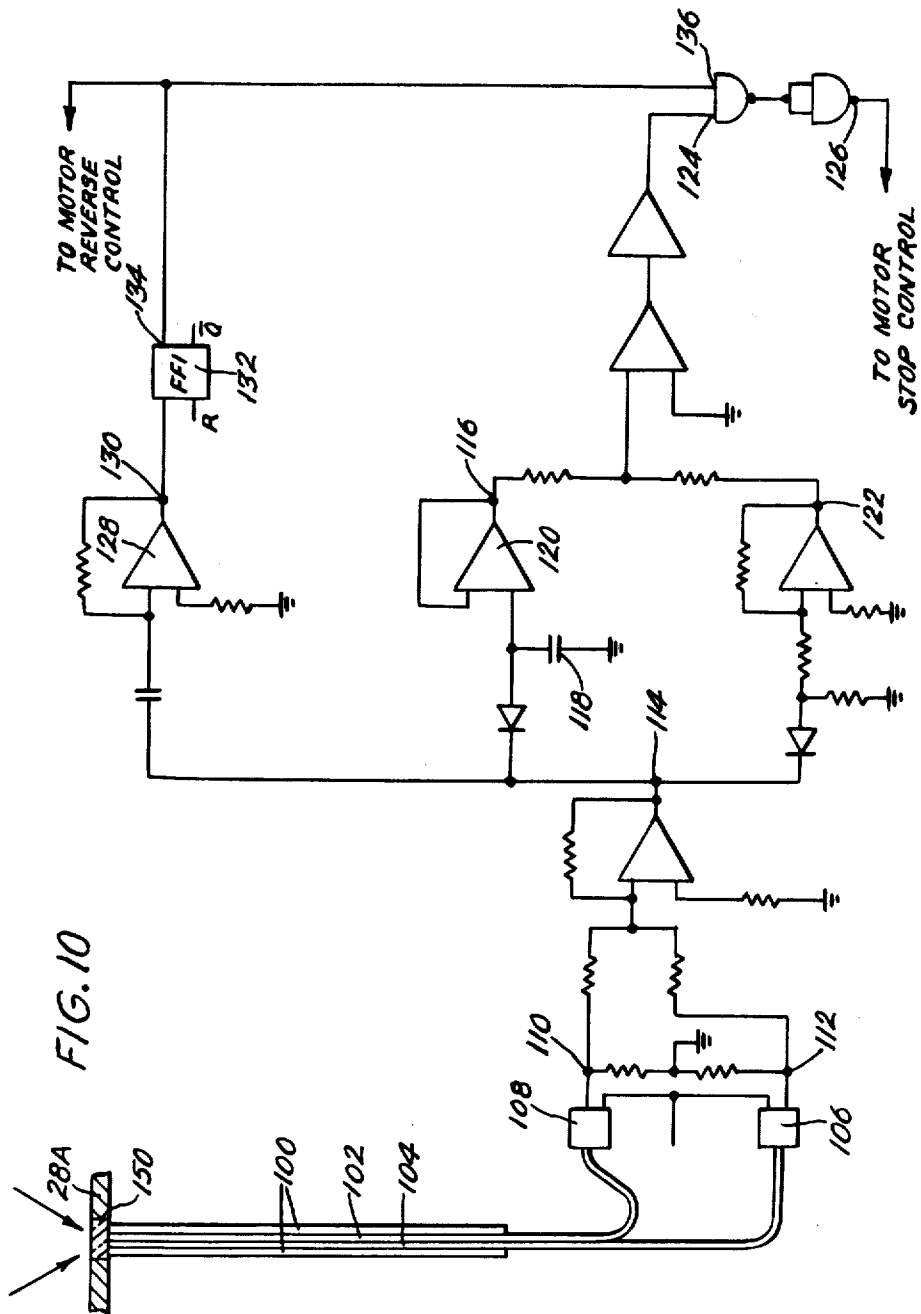 FIG. 10
28A
150
100
102
104
108
110
112
106
114
128
130
FFI
R
Q̅
132
134
TO MOTOR
REVERSE
CONTROL
116
118
120
122
124
136
126
TO MOTOR
STOP CONTROL